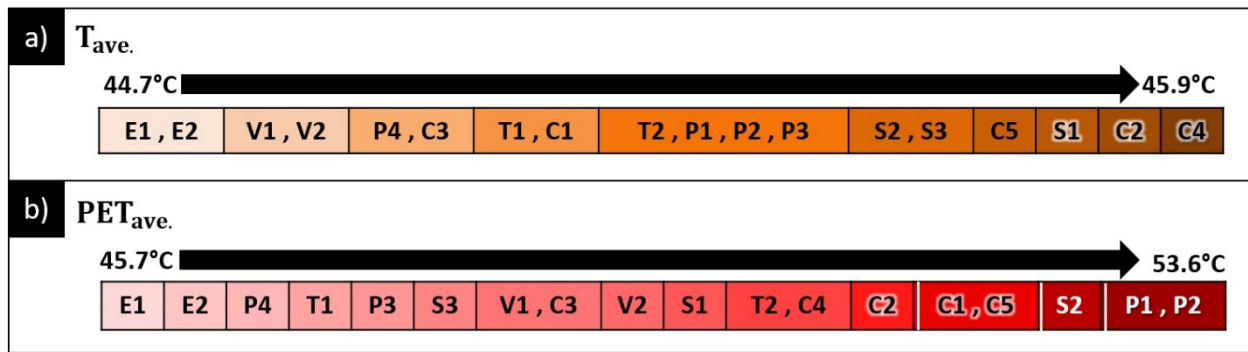 a) Tave.
44.7°C 45.9°C
E1 , E2 V1 , V2 P4 , C3 T1 , C1 T2 , P1 , P2 , P3 S2 , S3 C5 S1 C2 C4
b) PETave.
45.7°C 53.6°C
E1 E2 P4 T1 P3 S3 V1 , C3 V2 S1 T2 , C4 C2 C1 , C5 S2 P1 , P2